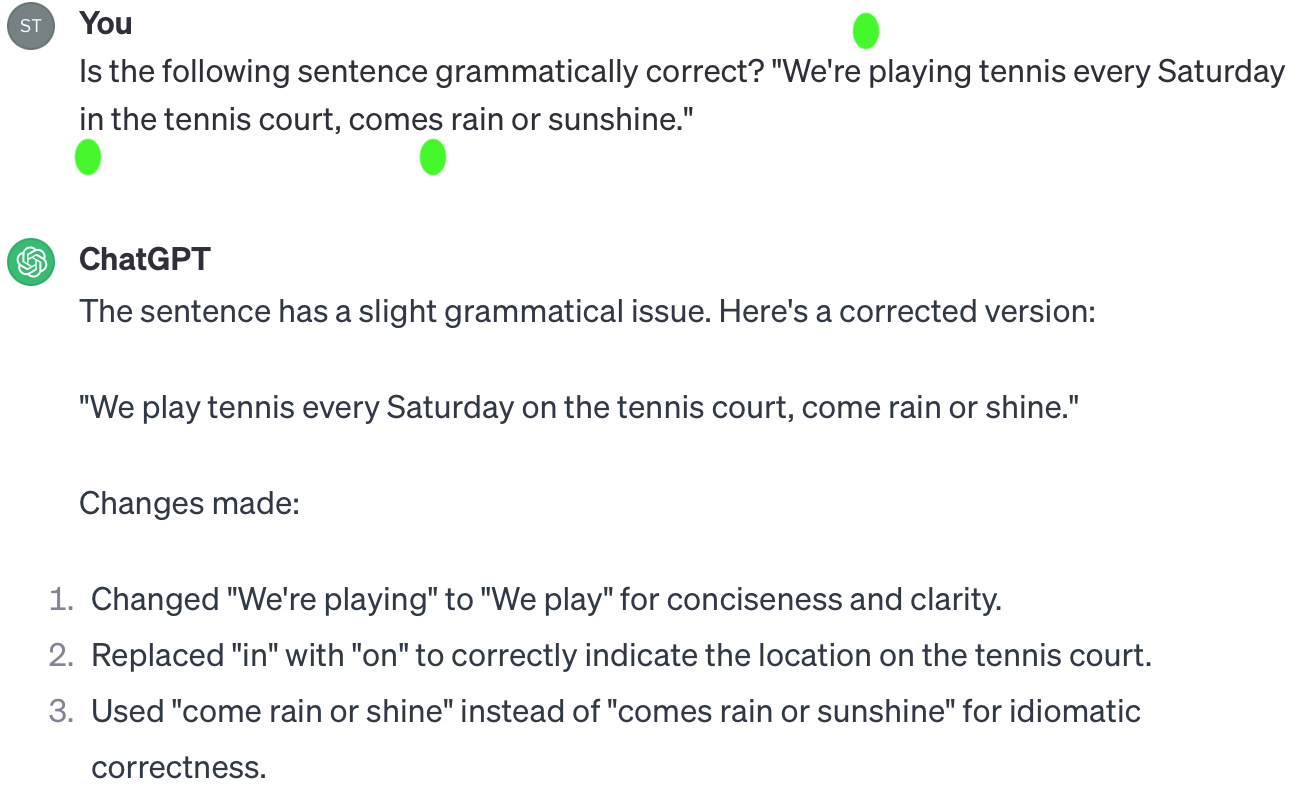 ST
You
Is the following sentence grammatically correct? "We're playing tennis every Saturday
in the tennis court, comes rain or sunshine."
ChatGPT
The sentence has a slight grammatical issue. Here's a corrected version:
"We play tennis every Saturday on the tennis court, come rain or shine."
Changes made:
1. Changed "We're playing" to "We play" for conciseness and clarity.
2. Replaced "in" with "on" to correctly indicate the location on the tennis court.
3. Used "come rain or shine" instead of "comes rain or sunshine" for idiomatic
correctness.